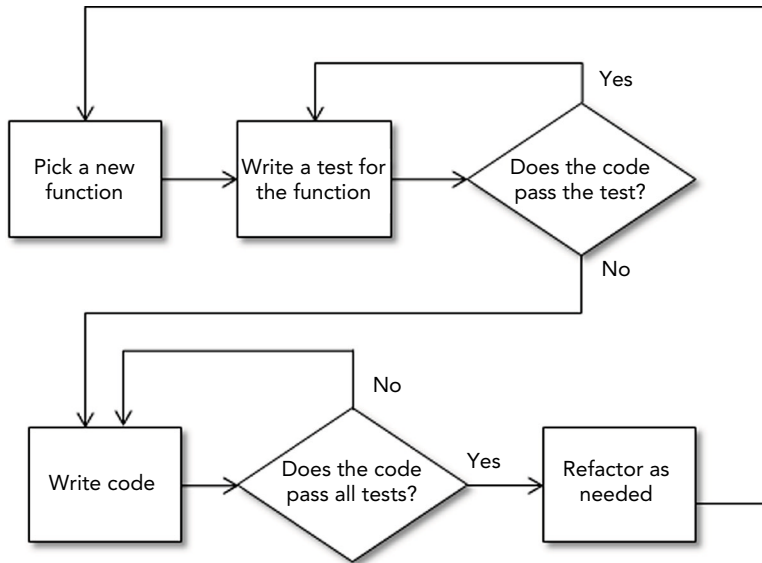 Yes
Pick a new
function
Write a test for
the function
Does the code
pass the test?
No
No
Write code
Does the code
pass all tests?
Yes
Refactor as
needed